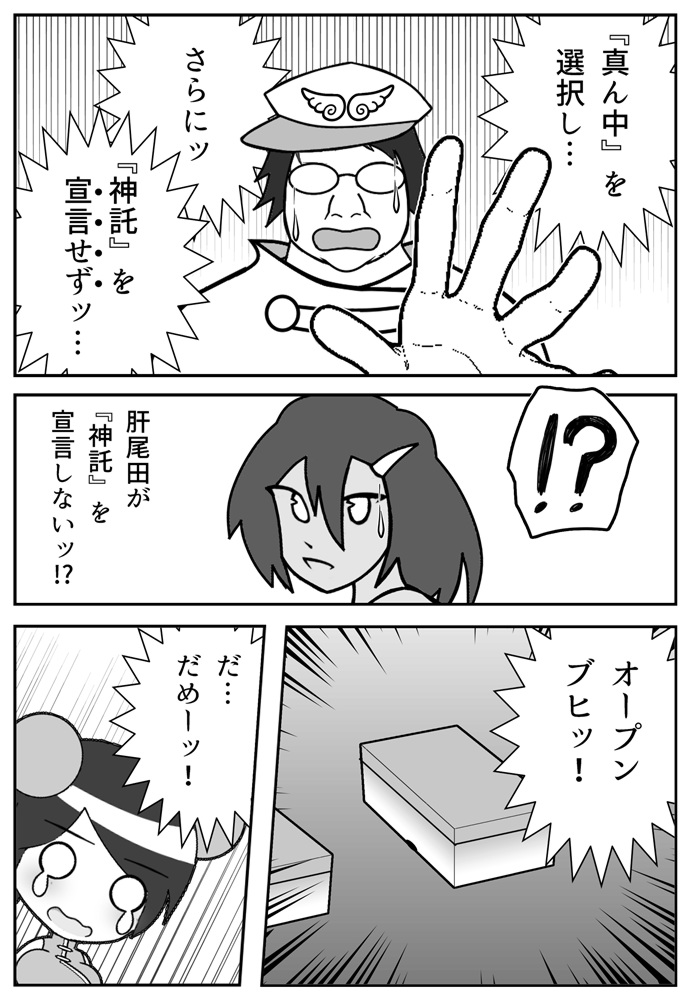 『真ん中』を
選択し…
さらにッ
『神託』を
宣言せずッ…
!?
肝尾田が
『神託』を
宣言しないッ!?
オープン
ブヒッ!
だ…
だめーッ!